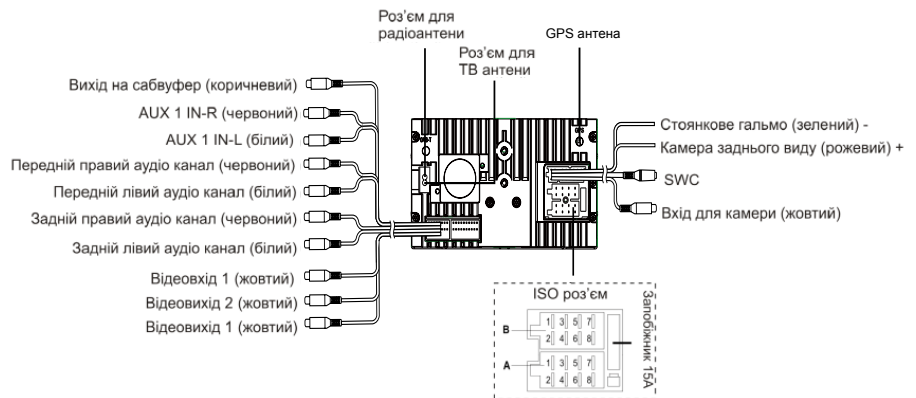 Роз'єм для
радіоантени
Роз'єм для
ТВ антени
GPS антена
Вихід на сабвуфер (коричневий)
AUX 1 IN-R (червоний)
AUX 1 IN-L (білий)
Передній правий аудіо канал (червоний)
Передній лівий аудіо канал (білий)
Задній правий аудіо канал (червоний)
Задній лівий аудіо канал (білий)
Відеовхід 1 (жовтий)
Відеовихід 2 (жовтий)
Відеовихід 1 (жовтий)
GPS
Стоянкове гальмо (зелений) -
Камера заднього виду (рожевий) +
SWC
Вхід для камери (жовтий)
ISO роз'єм
B
1 3 5 7
2 4 6 8
A
1 3 5 7
2 4 6 8
Запобіжник 15А